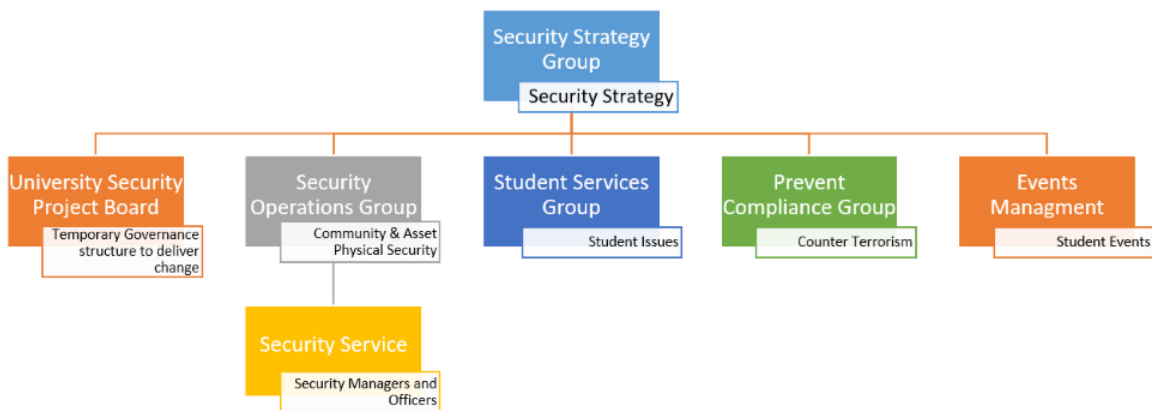 Security Strategy
Group
Security Strategy
University Security
Project Board
Temporary Governance
structure to deliver
change
Security
Operations Group
Community & Asset
Physical Security
Student Services
Group
Student Issues
Prevent
Compliance Group
Counter Terrorism
Events
Managment
Student Events
Security Service
Security Managers and
Officers